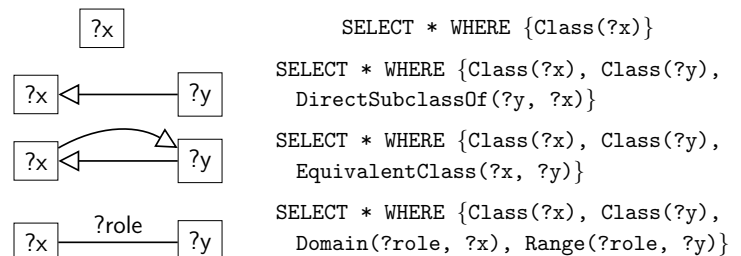 ?x
SELECT * WHERE {Class(?x)}
?x ?y
SELECT * WHERE {Class(?x), Class(?y),
DirectSubclassOf(?y, ?x)}
?x ?y
SELECT * WHERE {Class(?x), Class(?y),
EquivalentClass(?x, ?y)}
?x ?role ?y
SELECT * WHERE {Class(?x), Class(?y),
Domain(?role, ?x), Range(?role, ?y)}